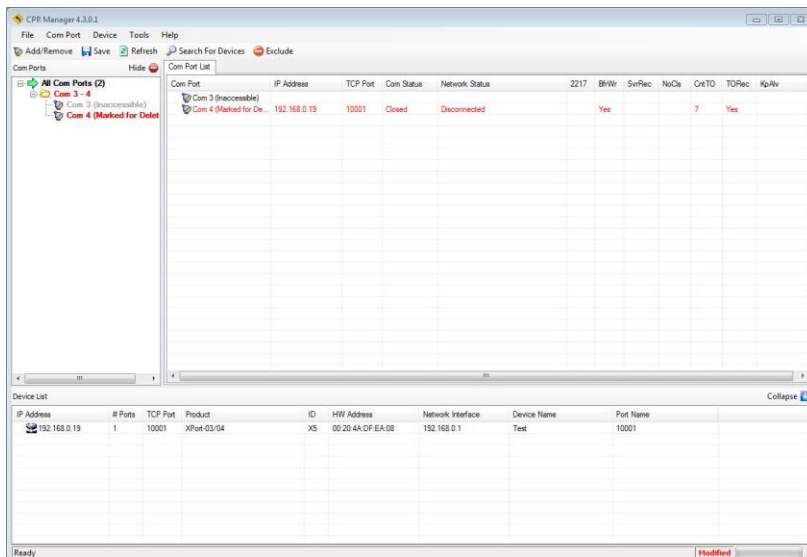 CPR Manager 4.3.0.1
File Com Port Device Tools Help
Add/Remove Save Refresh Search For Devices Exclude
Com Ports Hide
All Com Ports (2)
Com 3 - 4
Com 3 (Inaccessible)
Com 4 (Marked for Delet
Com Port List
Com Port IP Address TCP Port Com Status Network Status 2217 BfrWr SvrRec NoCls CntTO TORec KpAlv
Com 3 (Inaccessible)
Com 4 (Marked for De... 192.168.0.19 10001 Closed Disconnected Yes 7 Yes
Device List Collapse
IP Address # Ports TCP Port Product ID HW Address Network Interface Device Name Port Name
192.168.0.19 1 10001 XPort-03/04 X5 00:20:4A:DF:EA:08 192.168.0.1 Test 10001
Ready Modified